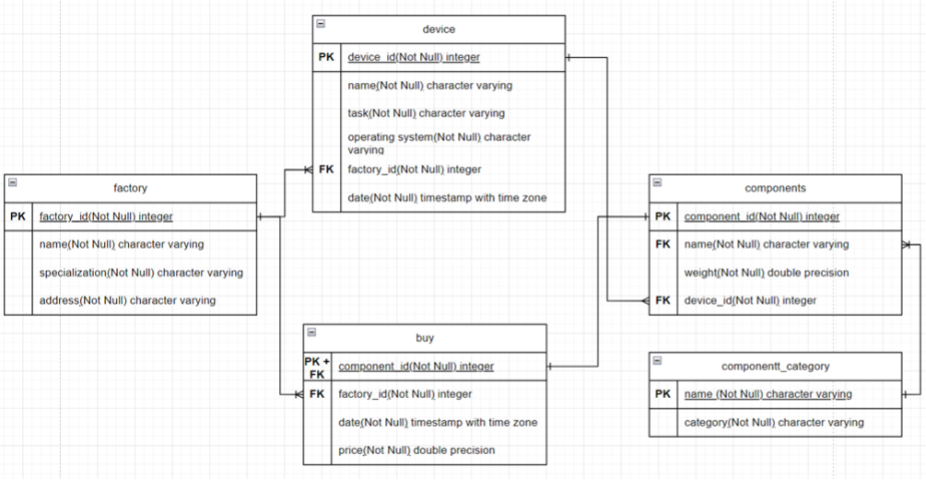 device
PK device_id(Not Null) integer
name(Not Null) character varying
task(Not Null) character varying
operating system(Not Null) character
varying
FK factory_id(Not Null) integer
date(Not Null) timestamp with time zone
factory
PK factory_id(Not Null) integer
name(Not Null) character varying
specialization(Not Null) character varying
address(Not Null) character varying
components
PK component_id(Not Null) integer
FK name(Not Null) character varying
weight(Not Null) double precision
FK device_id(Not Null) integer
buy
PK +
FK component_id(Not Null) integer
FK factory_id(Not Null) integer
date(Not Null) timestamp with time zone
price(Not Null) double precision
componentt_category
PK name (Not Null) character varying
category(Not Null) character varying